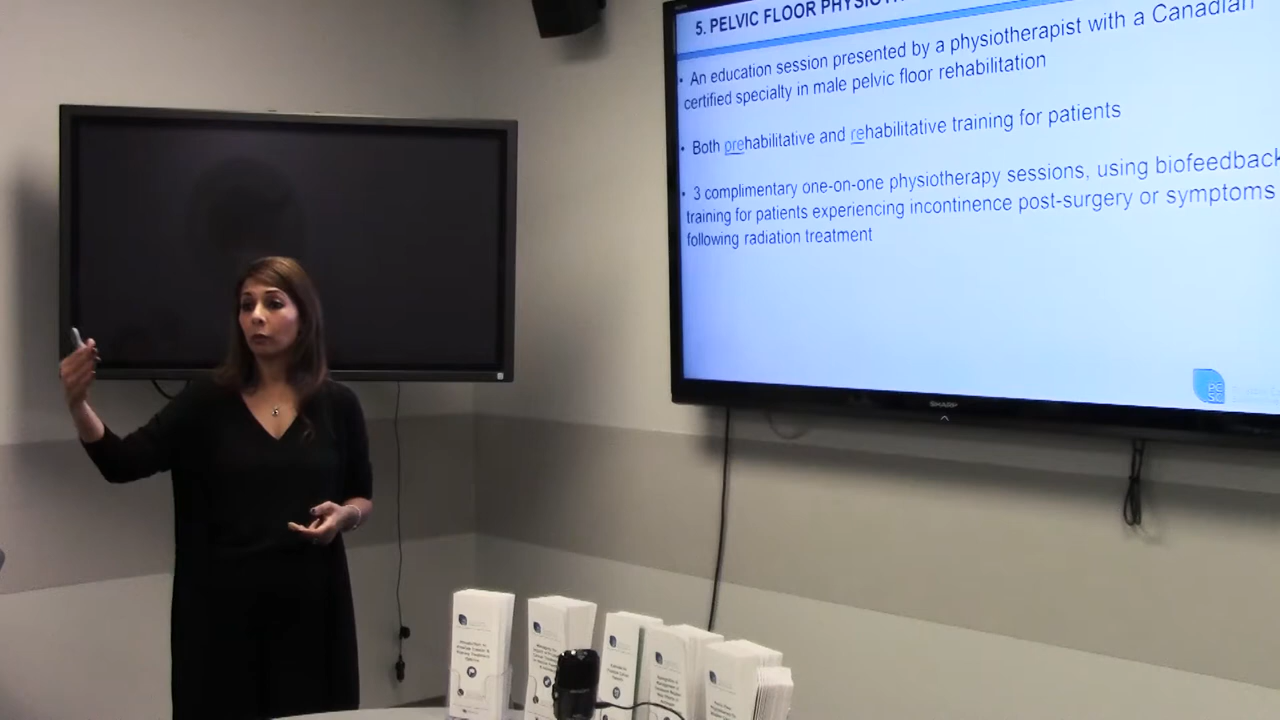 5. PELVIC FLOOR
An education session presented by a physiotherapist with a Canadian
certified specialty in male pelvic floor rehabilitation
Both prehabilitative and rehabilitative training for patients
3 complimentary one-on-one physiotherapy sessions, using biofeedback
training for patients experiencing incontinence post-surgery or symptoms
following radiation treatment
PC
SC
SHARP